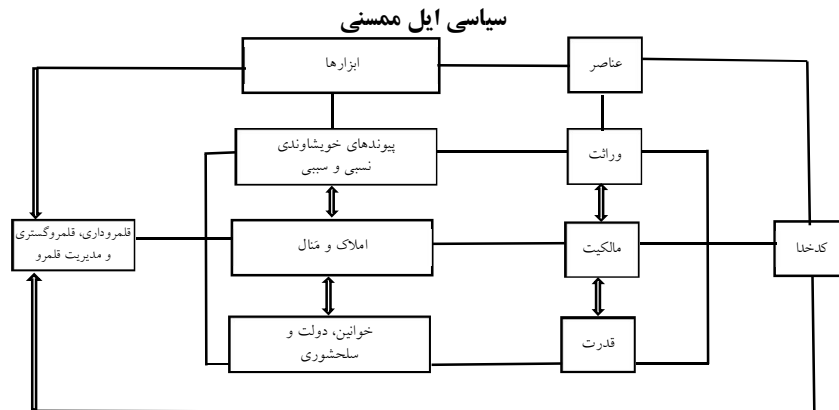 سیاسی ایل ممسنی
عناصر
ابزارها
وراثت
پیوندهای خویشاوندی
نسبی و سببی
کدخدا
مالکیت
املاک و مَنال
قلمروداری، قلمروگستری
و مدیریت قلمرو
قدرت
خوانین، دولت و
سلحشوری